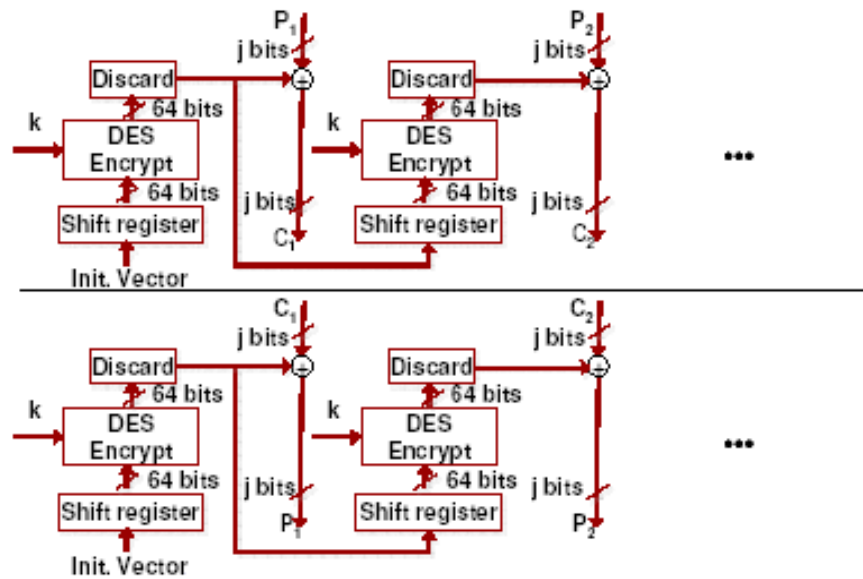 P1 P2
j bits j bits
Discard Discard
64 bits 64 bits
k DES Encrypt k DES Encrypt
...
64 bits 64 bits
j bits j bits
Shift register Shift register
C1 C2
Init. Vector
C1 C2
j bits j bits
Discard Discard
64 bits 64 bits
k DES Encrypt k DES Encrypt
...
64 bits 64 bits
j bits j bits
Shift register Shift register
P1 P2
Init. Vector